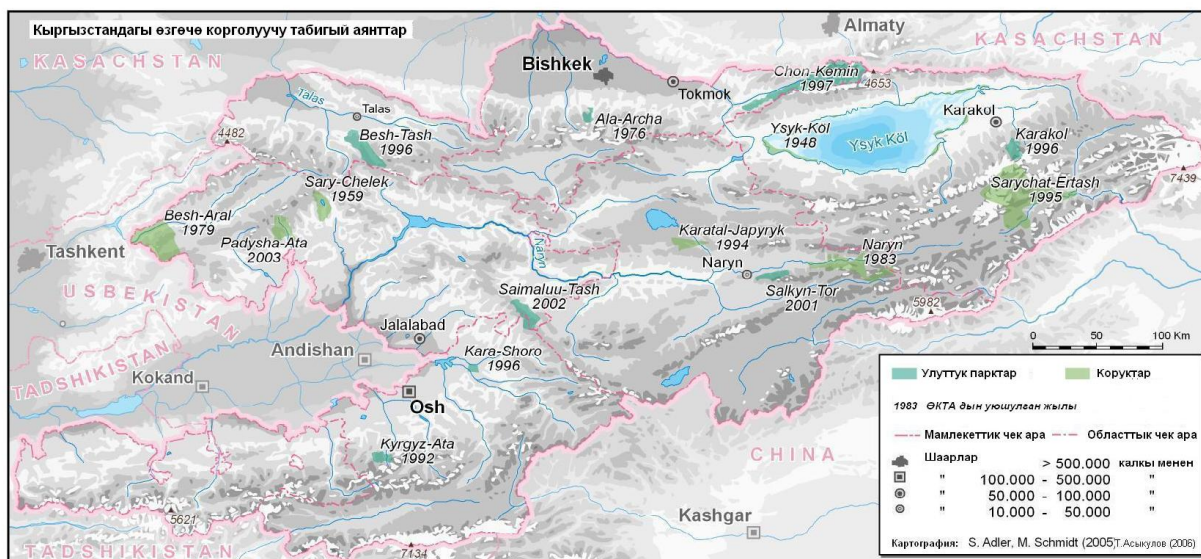 Кыргызстандагы өзгөчө корголуучу табигый аянттар
KASACHSTAN
Almaty
KASACHSTAN
Bishkek
Tokmok
Chon-Kemin
1997
4653
Talas
Talas
Ala-Archa
1976
Ysyk-Köl
1948
Ysyk Köl
Karakol
Karakol
1996
4482
Besh-Tash
1996
7439
Sary-Chelek
1959
Sarychat-Ertash
1995
Besh-Aral
1979
Padysha-Ata
2003
Tashkent
Naryn
Karatal-Japyryk
1994
Naryn
Naryn
1983
USBEKISTAN
Saimaluu-Tash
2002
Salkyn-Tor
2001
5982
Jalalabad
Andishan
Kara-Shoro
1996
TADSHIKISTAN
Kokand
Osh
Kyrgyz-Ata
1992
CHINA
5621
TADSHIKISTAN
7134
Kashgar
0 50 100 Km
Улуттук парктар Коруктар
1983 ӨКТА дын уюшулган жылы
Мамлекеттик чек ара Областтык чек ара
Шаарлар > 500.000 калкы менен
" 100.000 - 500.000 "
" 50.000 - 100.000 "
" 10.000 - 50.000 "
Картография: S. Adler, M. Schmidt (2005), Т.Асыкулов (2006)